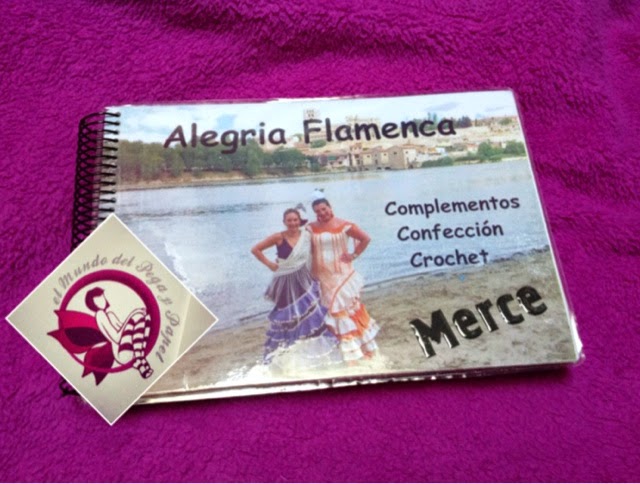 Alegria Flamenca
Complementos
Confección
Crochet
Merce
el Mundo del Pega y Papel